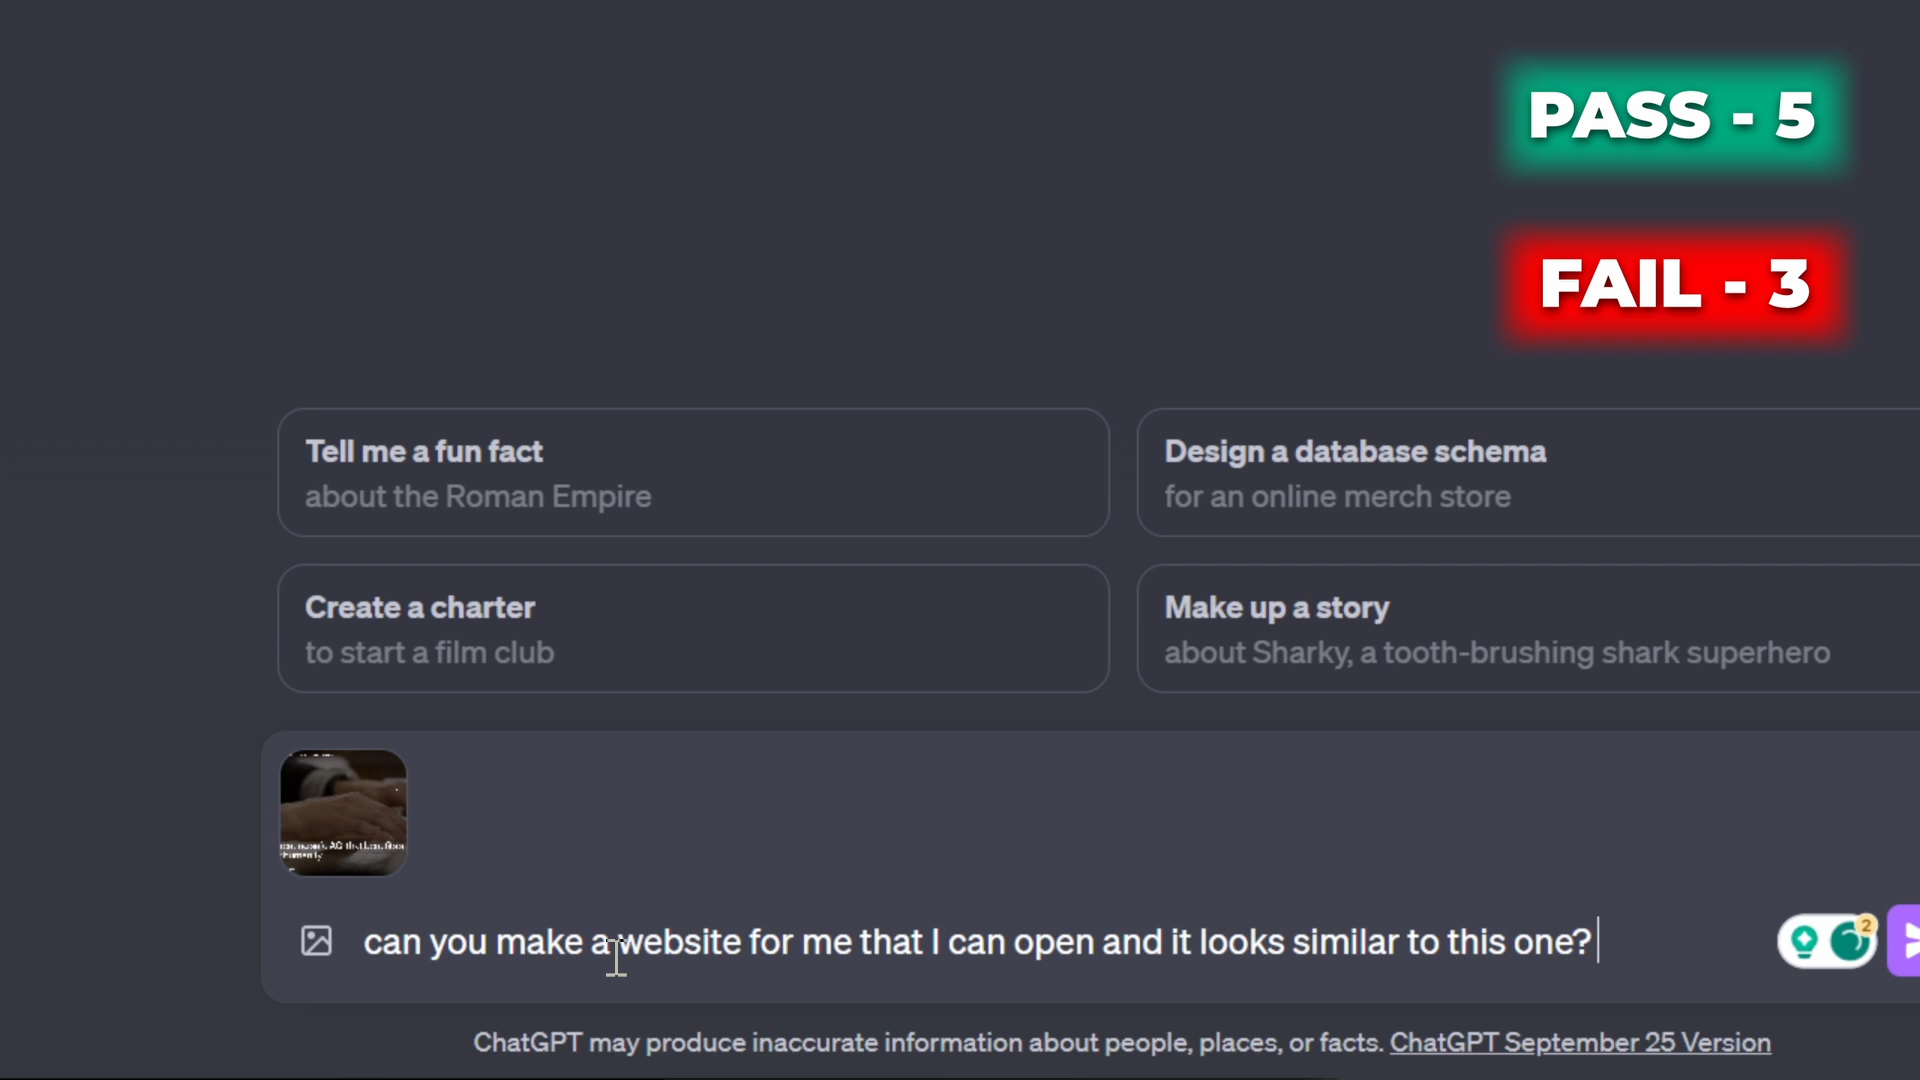 PASS - 5
FAIL - 3
Tell me a fun fact
about the Roman Empire
Design a database schema
for an online merch store
Create a charter
to start a film club
Make up a story
about Sharky, a tooth-brushing shark superhero
can you make a website for me that I can open and it looks similar to this one?
2
ChatGPT may produce inaccurate information about people, places, or facts. ChatGPT September 25 Version